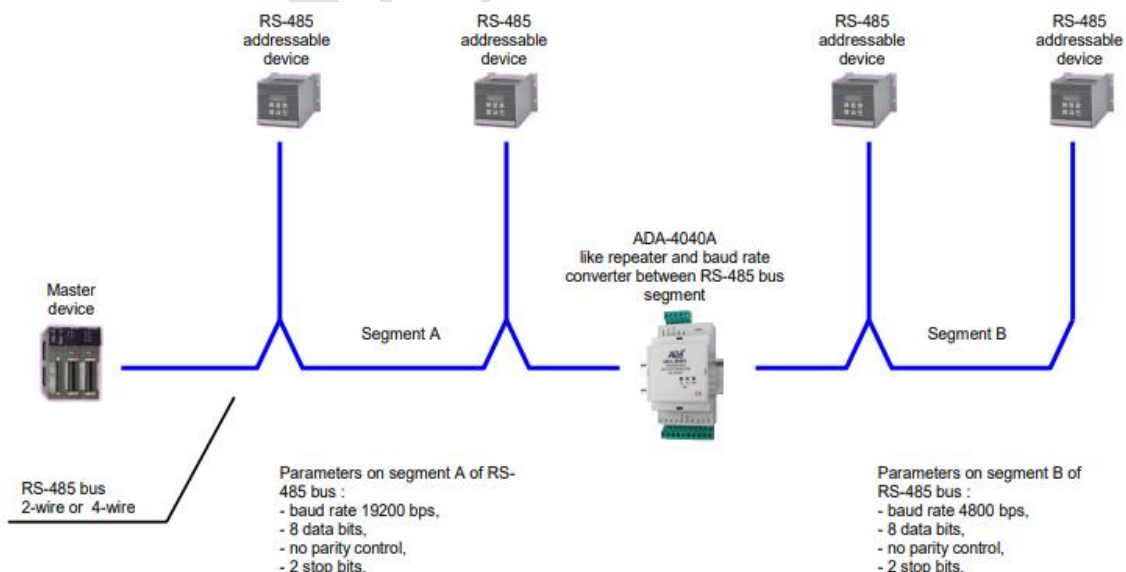 RS-485
addressable
device
RS-485
addressable
device
RS-485
addressable
device
RS-485
addressable
device
ADA-4040A
like repeater and baud rate
converter between RS-485 bus
segment
Master
device
Segment A
Segment B
ADA
RS-485 bus
2-wire or 4-wire
Parameters on segment A of RS-
485 bus :
- baud rate 19200 bps,
- 8 data bits,
- no parity control,
- 2 stop bits.
Parameters on segment B of
RS-485 bus :
- baud rate 4800 bps,
- 8 data bits,
- no parity control,
- 2 stop bits.